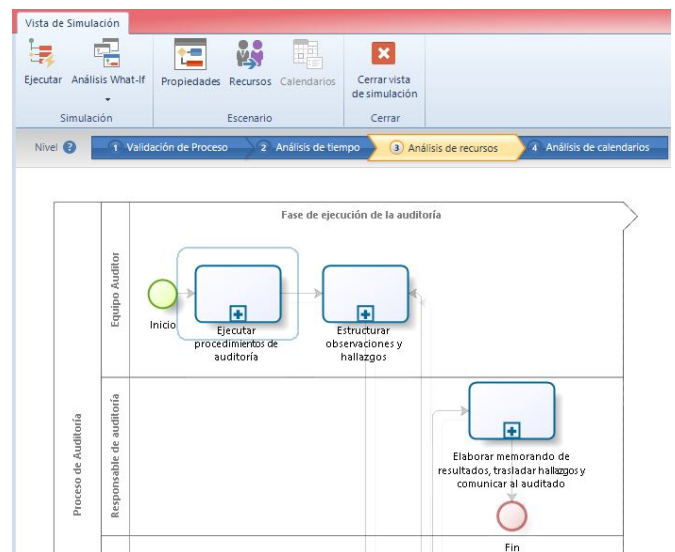 Vista de Simulación
Ejecutar
Análisis What-If
Propiedades
Recursos
Calendarios
Cerrar vista
de simulación
Simulación
Escenario
Cerrar
Nivel ?
1 Validación de Proceso
2 Análisis de tiempo
3 Análisis de recursos
4 Análisis de calendarios
Fase de ejecución de la auditoría
Proceso de Auditoría
Equipo Auditor
Inicio
Ejecutar
procedimientos de
auditoría
Estructurar
observaciones y
hallazgos
Responsable de auditoría
Elaborar memorando de
resultados, trasladar hallazgos y
comunicar al auditado
Fin